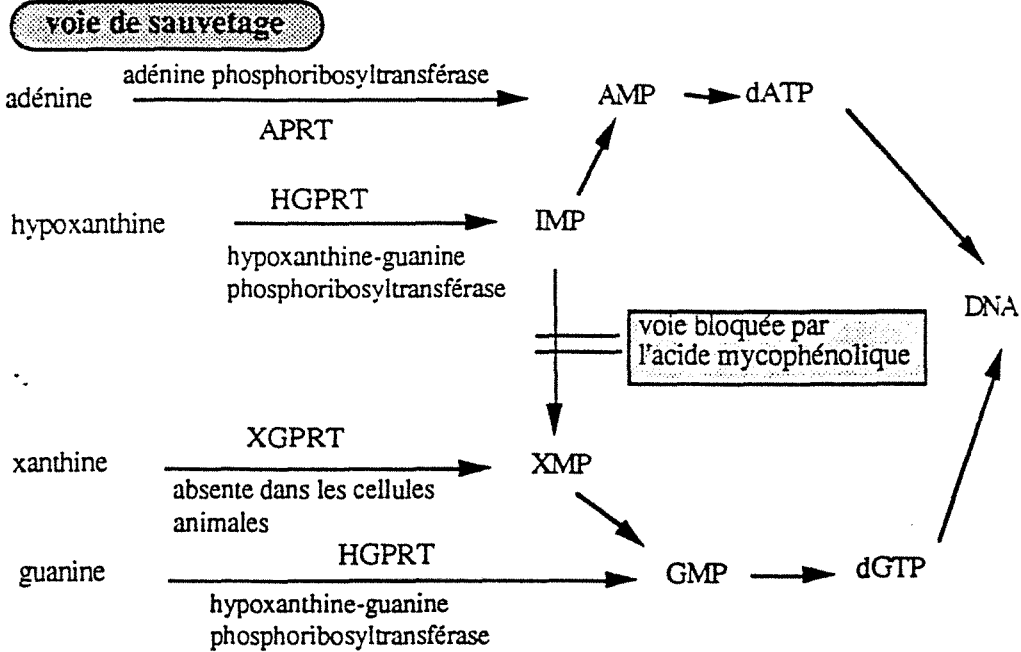 voie de sauvetage
adénine phosphoribosyltransférase
adénine
APRT
AMP
dATP
HGPRT
hypoxanthine
IMP
hypoxanthine-guanine
phosphoribosyltransférase
DNA
voie bloquée par
l'acide mycophénolique
XGPRT
xanthine
XMP
absente dans les cellules
animales
HGPRT
guanine
GMP
dGTP
hypoxanthine-guanine
phosphoribosyltransférase